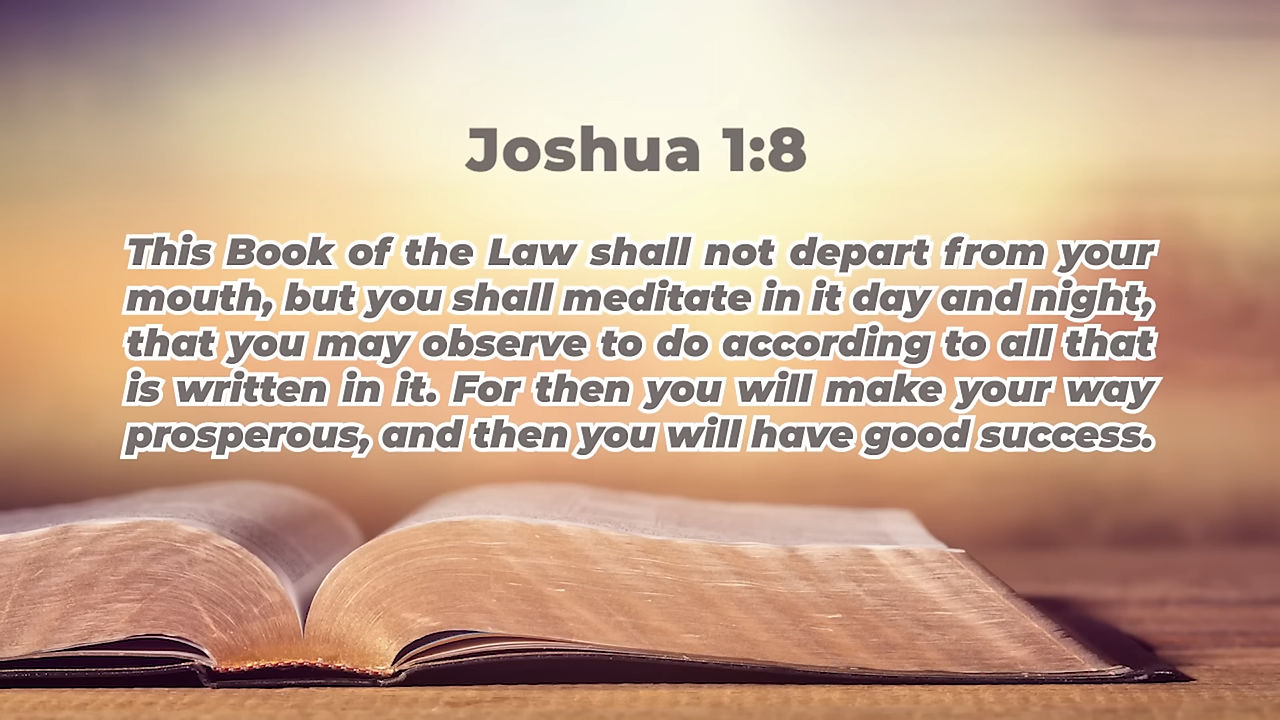 Joshua 1:8
This Book of the Law shall not depart from your
mouth, but you shall meditate in it day and night,
that you may observe to do according to all that
is written in it. For then you will make your way
prosperous, and then you will have good success.